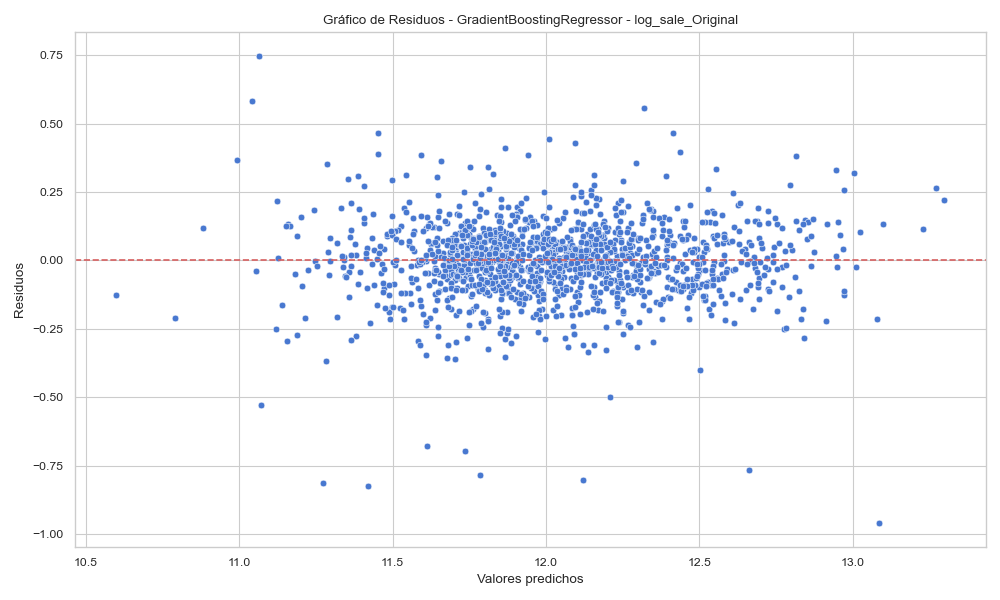 Gráfico de Residuos - GradientBoostingRegressor - log_sale_Original
0.75
0.50
0.25
0.00
−0.25
−0.50
−0.75
−1.00
Residuos
10.5 11.0 11.5 12.0 12.5 13.0
Valores predichos